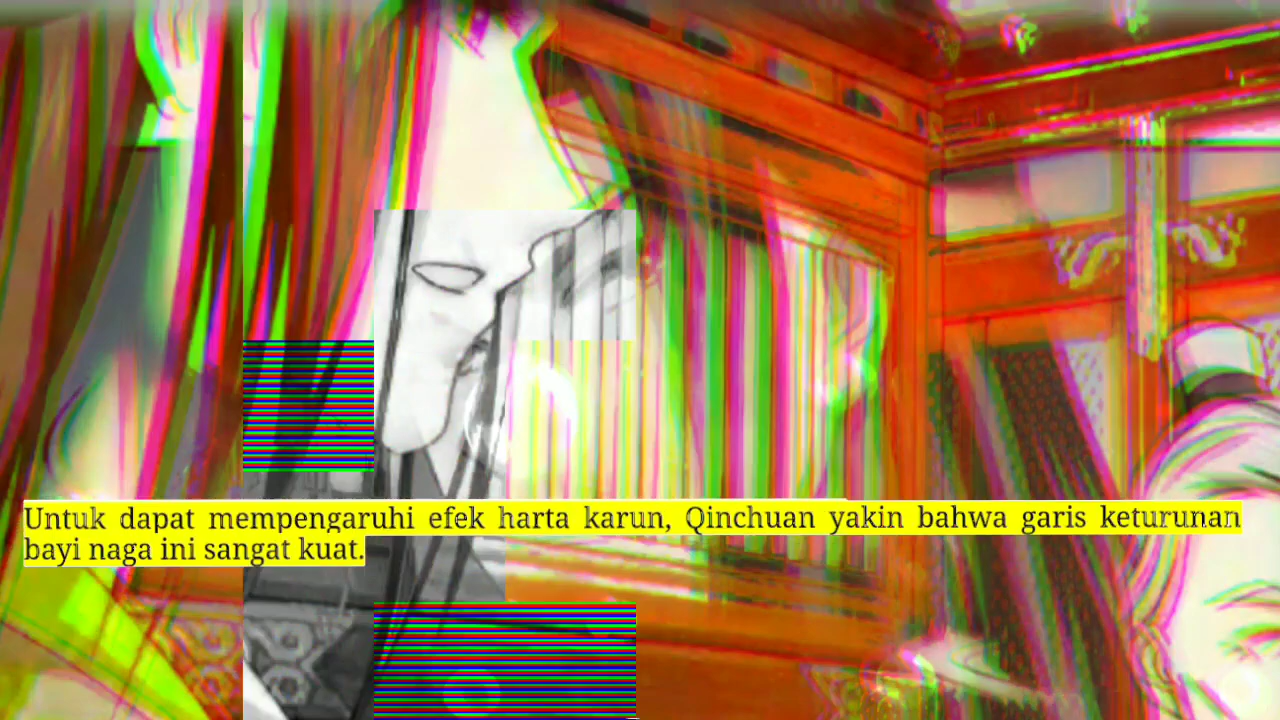 Untuk dapat mempengaruhi efek harta karun, Qinchuan yakin bahwa garis keturunan
bayi naga ini sangat kuat.